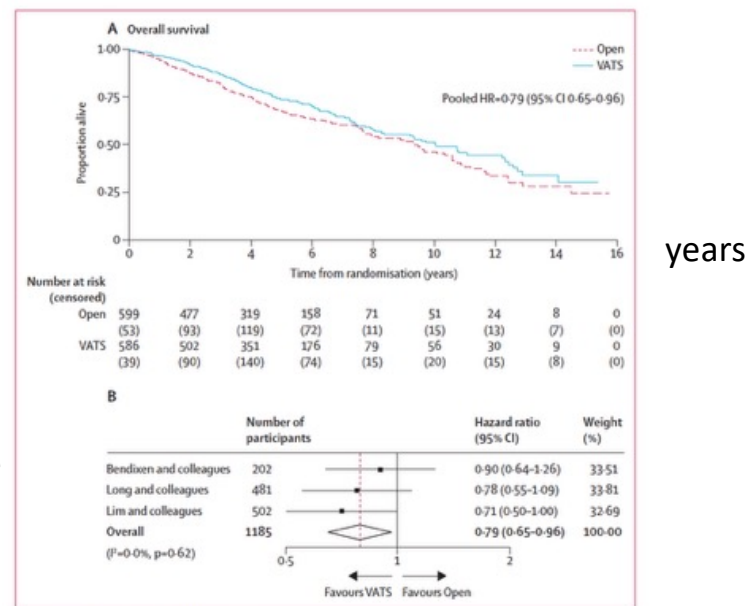 A Overall survival
Open
VATS
Pooled HR=0·79 (95% CI 0·65–0·96)
Proportion alive
1·00
0·75
0·50
0·25
0
0 2 4 6 8 10 12 14 16
Time from randomisation (years)
years
Number at risk
(censored)
Open 599 477 319 158 71 51 24 8 0
(53) (93) (119) (72) (11) (15) (13) (7) (0)
VATS 586 502 351 176 79 56 30 9 0
(39) (90) (140) (74) (15) (20) (15) (8) (0)
B
Number of participants Hazard ratio (95% CI) Weight (%)
Bendixen and colleagues 202 0·90 (0·64–1·26) 33·51
Long and colleagues 481 0·78 (0·55–1·09) 33·81
Lim and colleagues 502 0·71 (0·50–1·00) 32·69
Overall 1185 0·79 (0·65–0·96) 100·00
(I²=0·0%, p=0·62)
0·5 1 2
Favours VATS Favours Open